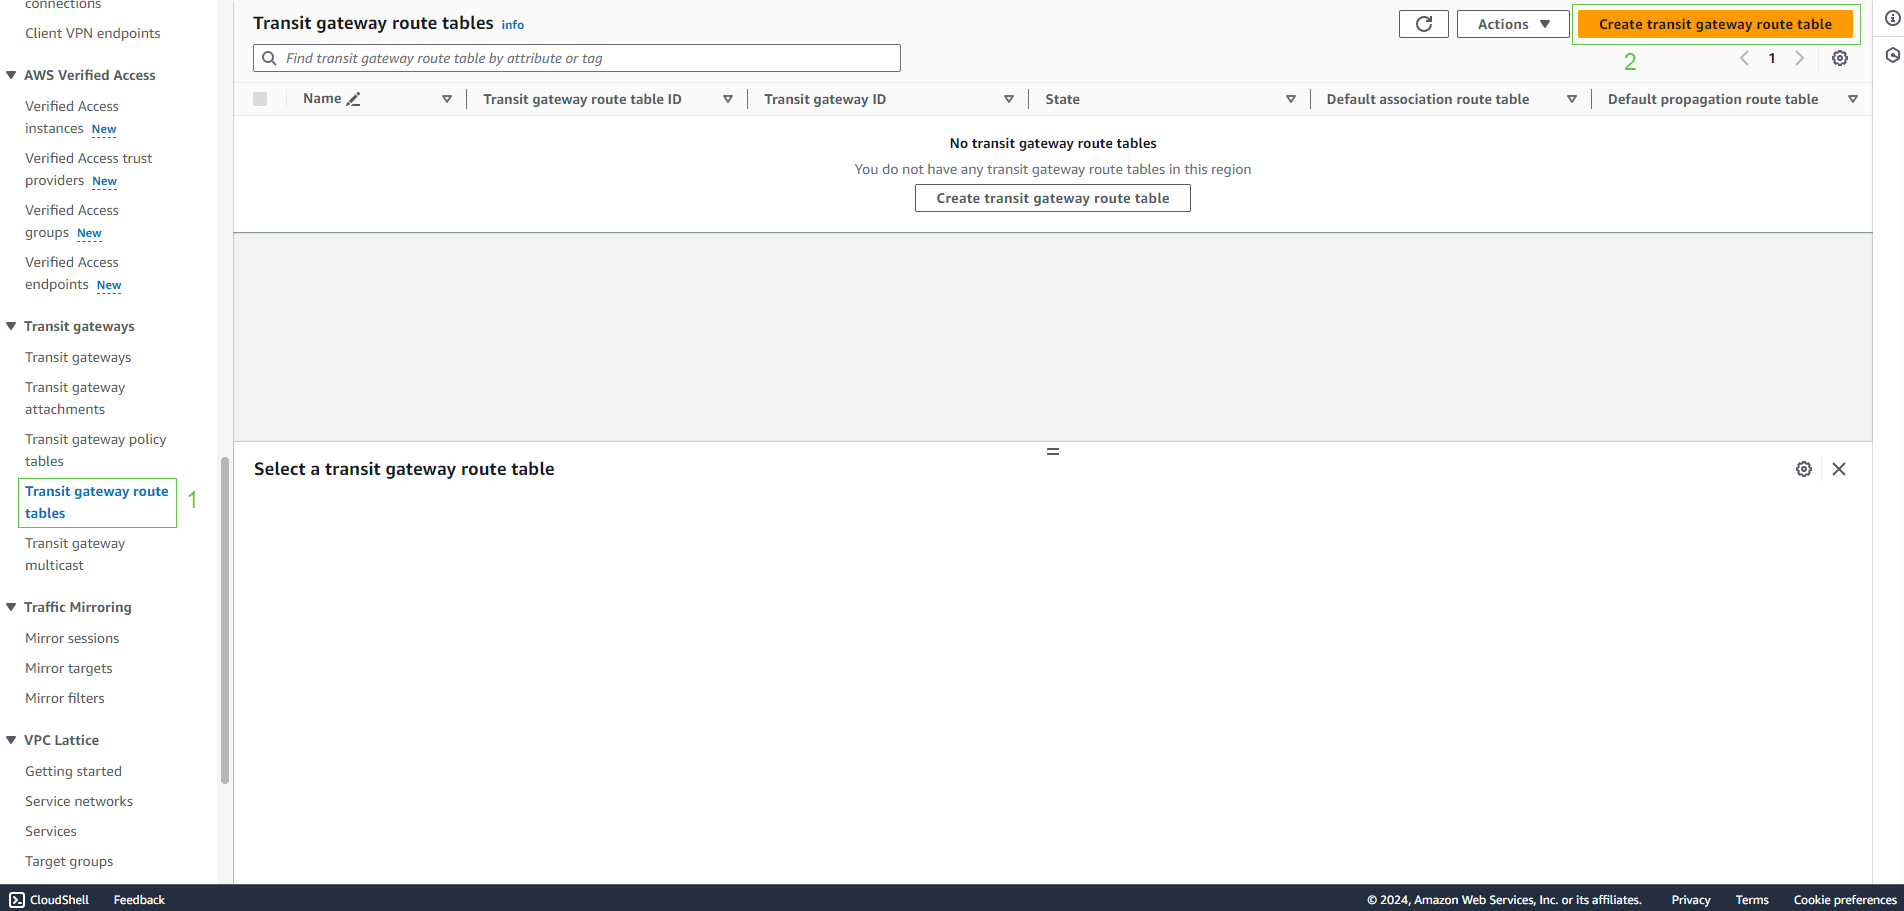 connections
Client VPN endpoints
AWS Verified Access
Verified Access
instances New
Verified Access trust
providers New
Verified Access
groups New
Verified Access
endpoints New
Transit gateways
Transit gateways
Transit gateway
attachments
Transit gateway policy
tables
Transit gateway route
tables
1
Transit gateway
multicast
Traffic Mirroring
Mirror sessions
Mirror targets
Mirror filters
VPC Lattice
Getting started
Service networks
Services
Target groups
Transit gateway route tables info
Actions
Create transit gateway route table
Find transit gateway route table by attribute or tag
2
1
Name
Transit gateway route table ID
Transit gateway ID
State
Default association route table
Default propagation route table
No transit gateway route tables
You do not have any transit gateway route tables in this region
Create transit gateway route table
Select a transit gateway route table
CloudShell
Feedback
© 2024, Amazon Web Services, Inc. or its affiliates.
Privacy
Terms
Cookie preferences